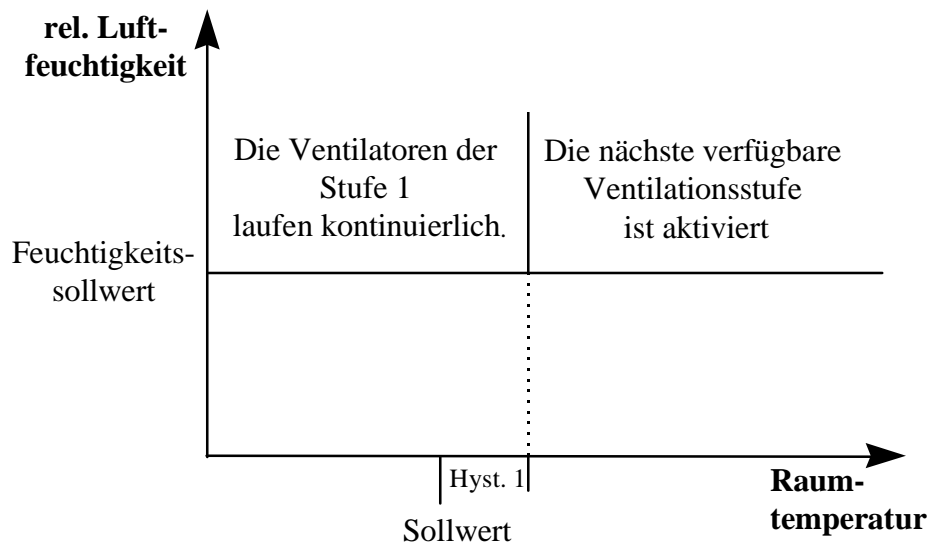 rel. Luft-
feuchtigkeit
Die Ventilatoren der
Stufe 1
laufen kontinuierlich.
Die nächste verfügbare
Ventilationsstufe
ist aktiviert
Feuchtigkeits-
sollwert
Hyst. 1
Sollwert
Raum-
temperatur